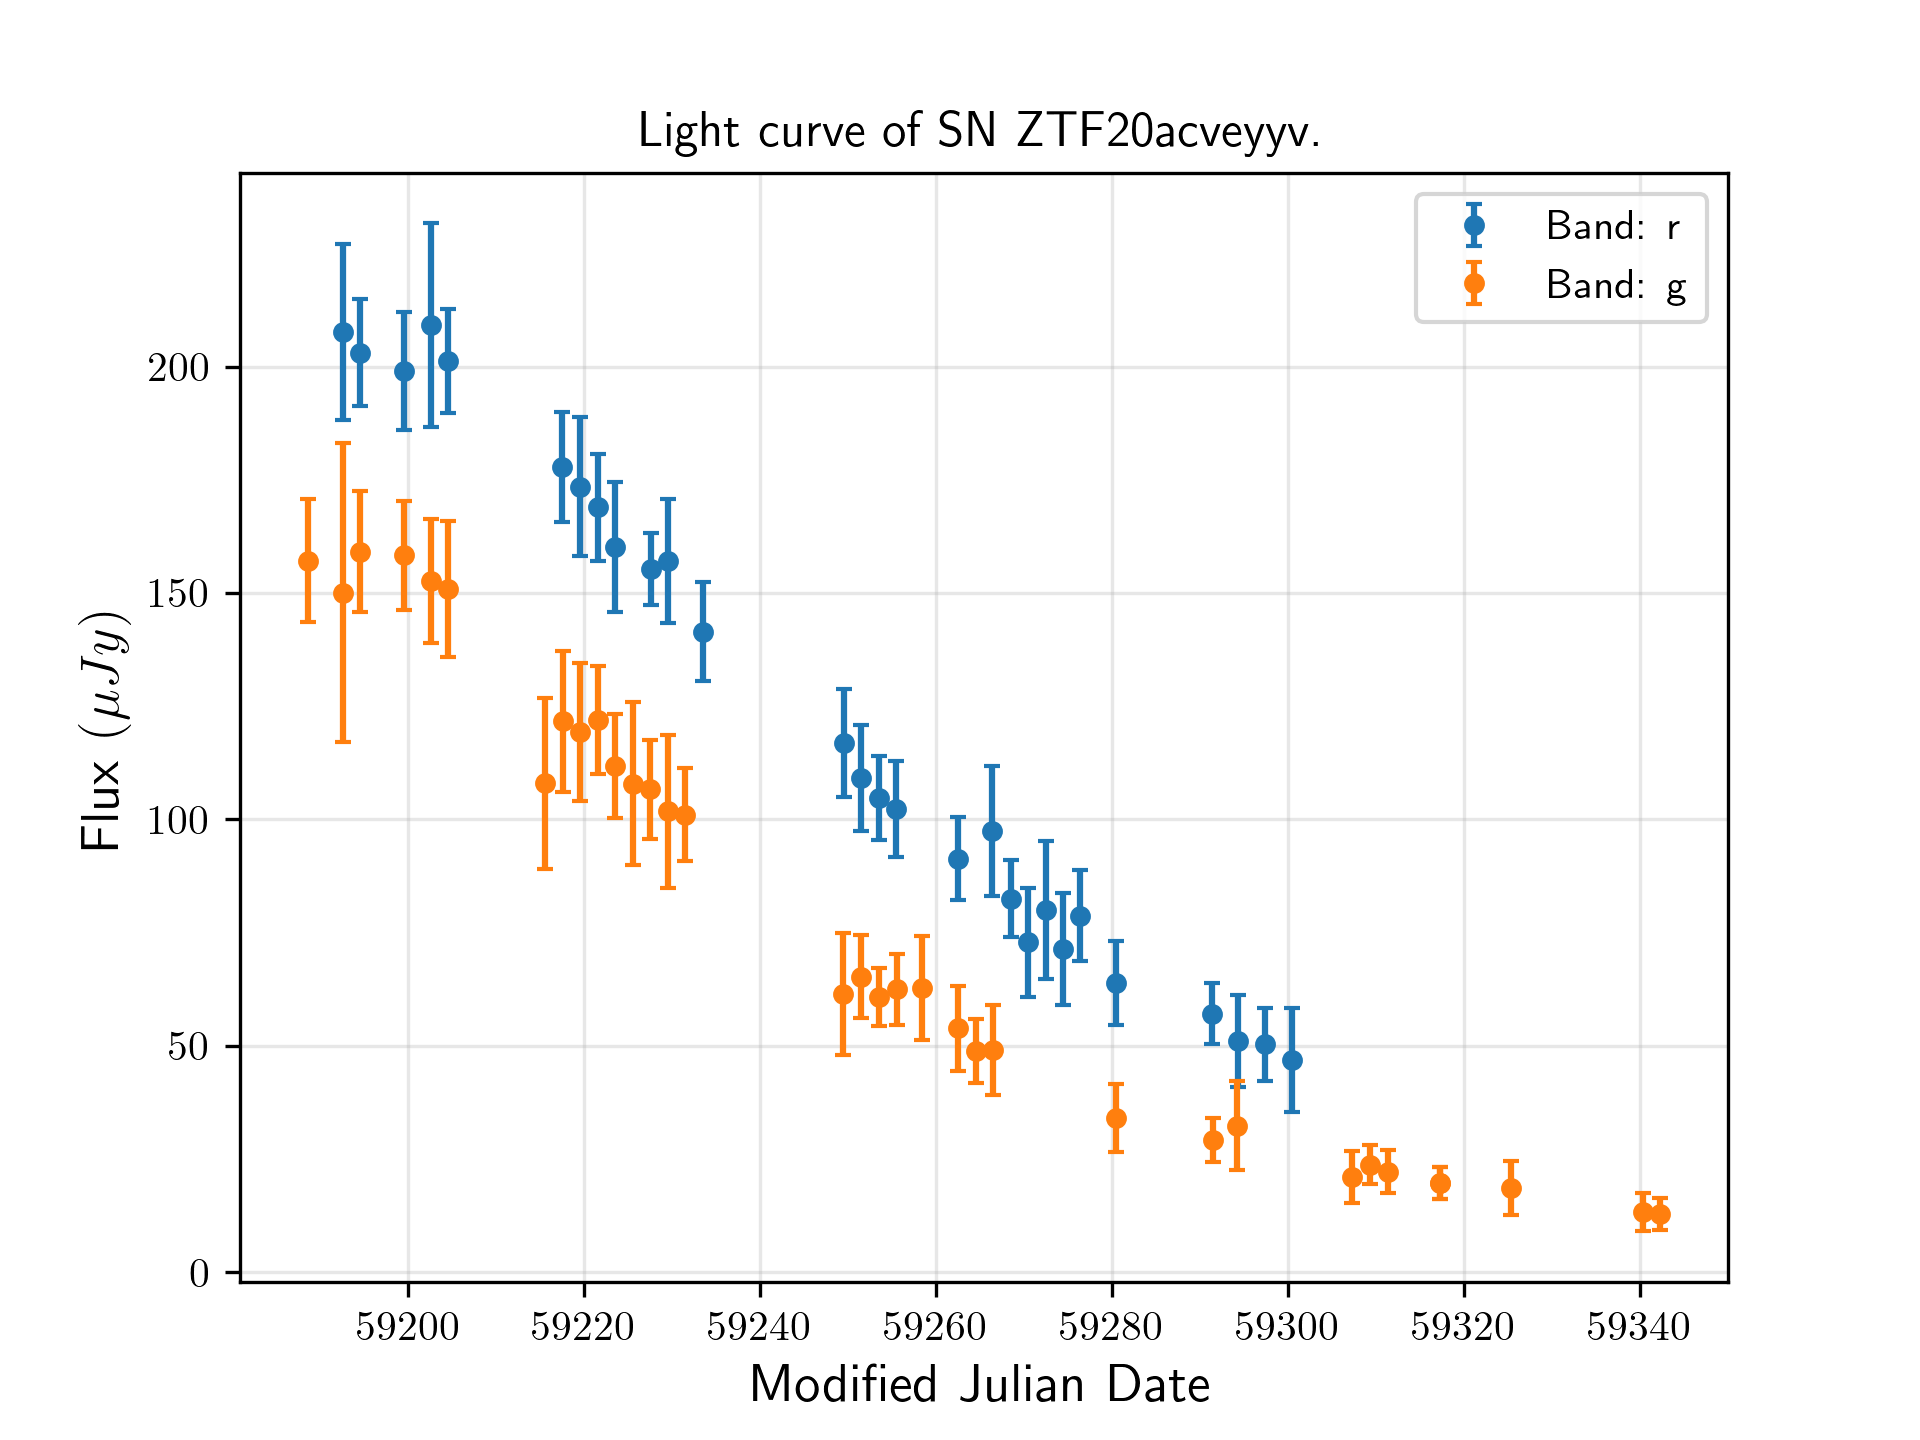 Light curve of SN ZTF20acveyyv.
Band: r
Band: g
200
150
100
50
0
Flux (μJy)
59200 59220 59240 59260 59280 59300 59320 59340
Modified Julian Date